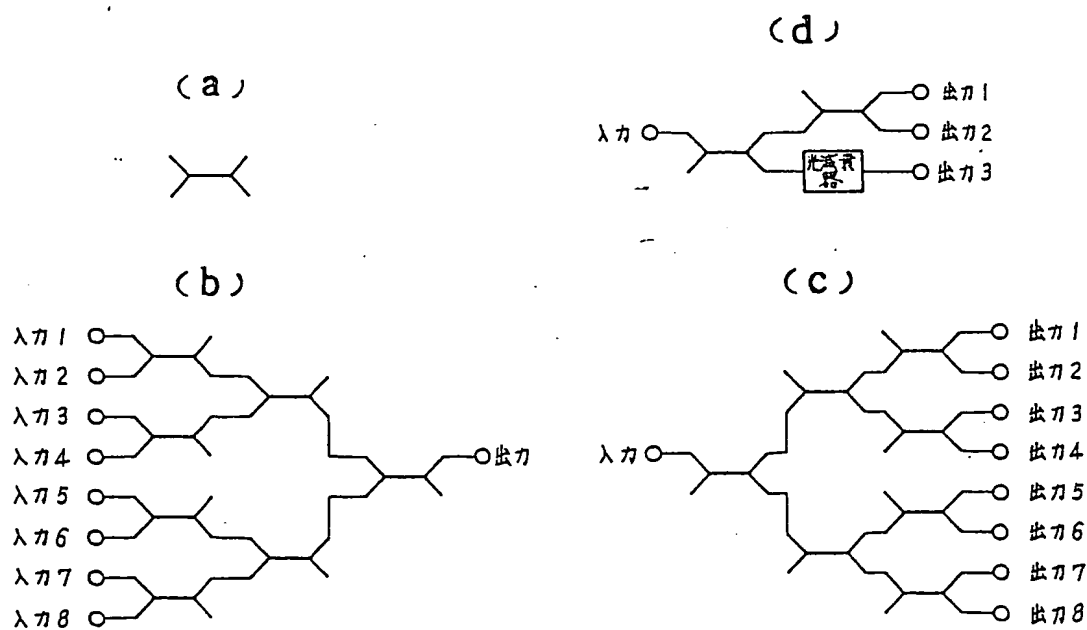 (a)
(d)
入力
出力1
出力2
光減衰
器
出力3
(b)
入力1
入力2
入力3
入力4
入力5
入力6
入力7
入力8
出力
(c)
入力
出力1
出力2
出力3
出力4
出力5
出力6
出力7
出力8